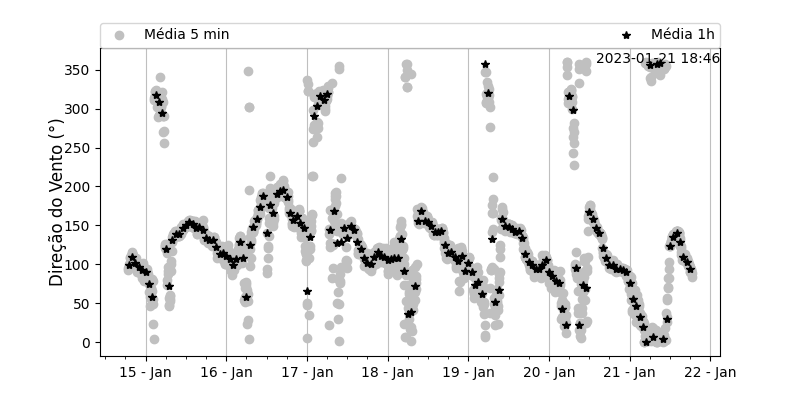 Média 5 min
Média 1h
2023-01-21 18:46
Direção do Vento (°)
350
300
250
200
150
100
50
0
15 - Jan
16 - Jan
17 - Jan
18 - Jan
19 - Jan
20 - Jan
21 - Jan
22 - Jan